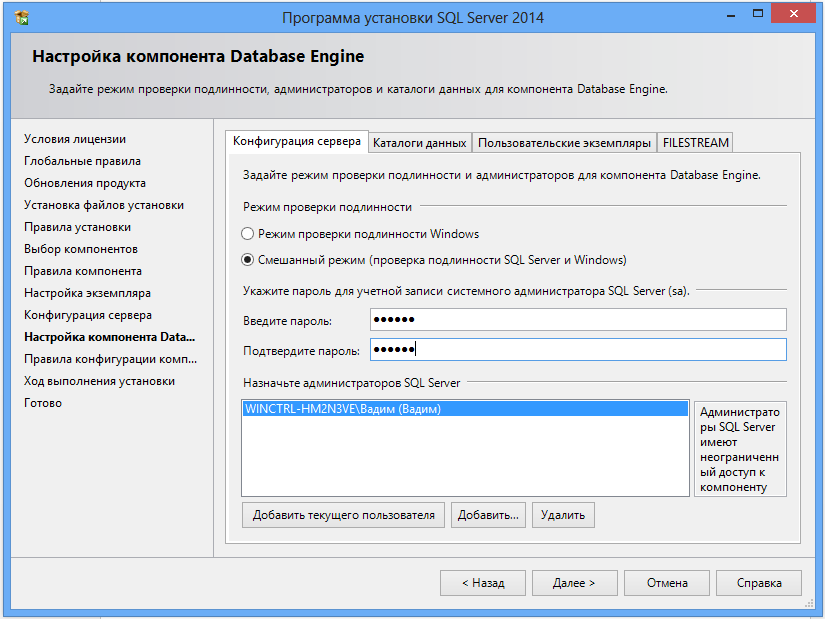 Программа установки SQL Server 2014
Настройка компонента Database Engine
Задайте режим проверки подлинности, администраторов и каталоги данных для компонента Database Engine.
Условия лицензии
Глобальные правила
Обновления продукта
Установка файлов установки
Правила установки
Выбор компонентов
Правила компонента
Настройка экземпляра
Конфигурация сервера
Настройка компонента Data...
Правила конфигурации комп...
Ход выполнения установки
Готово
Конфигурация сервера
Каталоги данных
Пользовательские экземпляры
FILESTREAM
Задайте режим проверки подлинности и администраторов для компонента Database Engine.
Режим проверки подлинности
Режим проверки подлинности Windows
Смешанный режим (проверка подлинности SQL Server и Windows)
Укажите пароль для учетной записи системного администратора SQL Server (sa).
Введите пароль:
●●●●●●
Подтвердите пароль:
●●●●●●
Назначьте администраторов SQL Server
WINCTRL-HM2N3VE\Вадим (Вадим)
Администрато
ры SQL Server
имеют
неограниченн
ый доступ к
компоненту
Добавить текущего пользователя
Добавить...
Удалить
< Назад
Далее >
Отмена
Справка